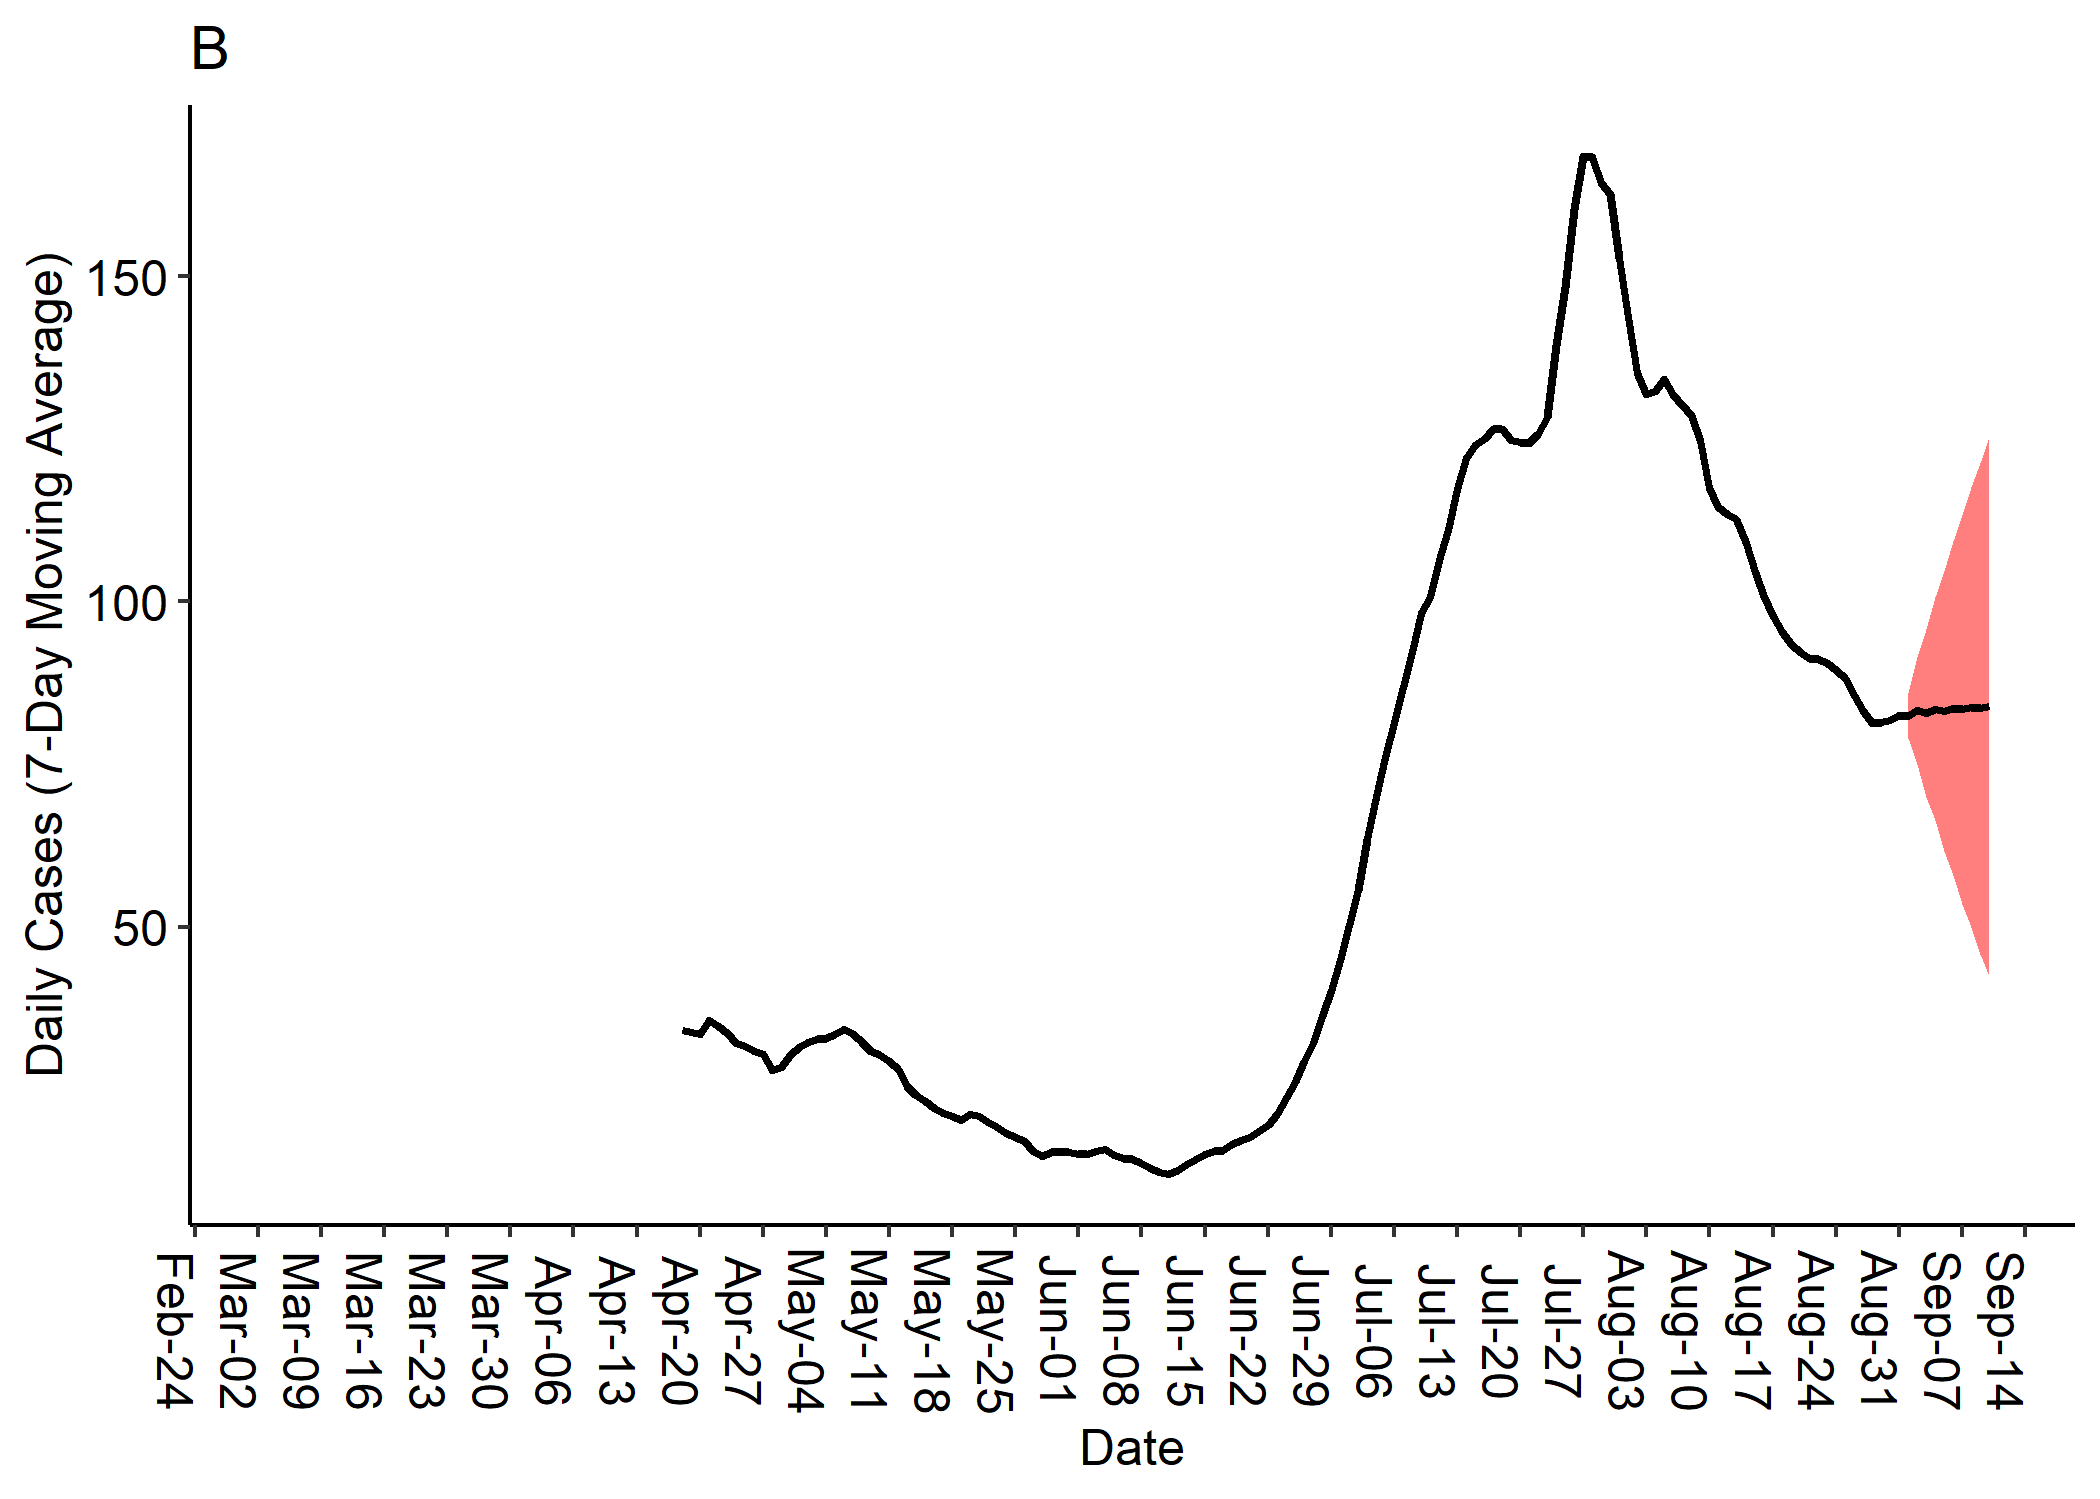 B
Daily Cases (7-Day Moving Average)
150
100
50
Feb-24
Mar-02
Mar-09
Mar-16
Mar-23
Mar-30
Apr-06
Apr-13
Apr-20
Apr-27
May-04
May-11
May-18
May-25
Jun-01
Jun-08
Jun-15
Jun-22
Jun-29
Jul-06
Jul-13
Jul-20
Jul-27
Aug-03
Aug-10
Aug-17
Aug-24
Aug-31
Sep-07
Sep-14
Date